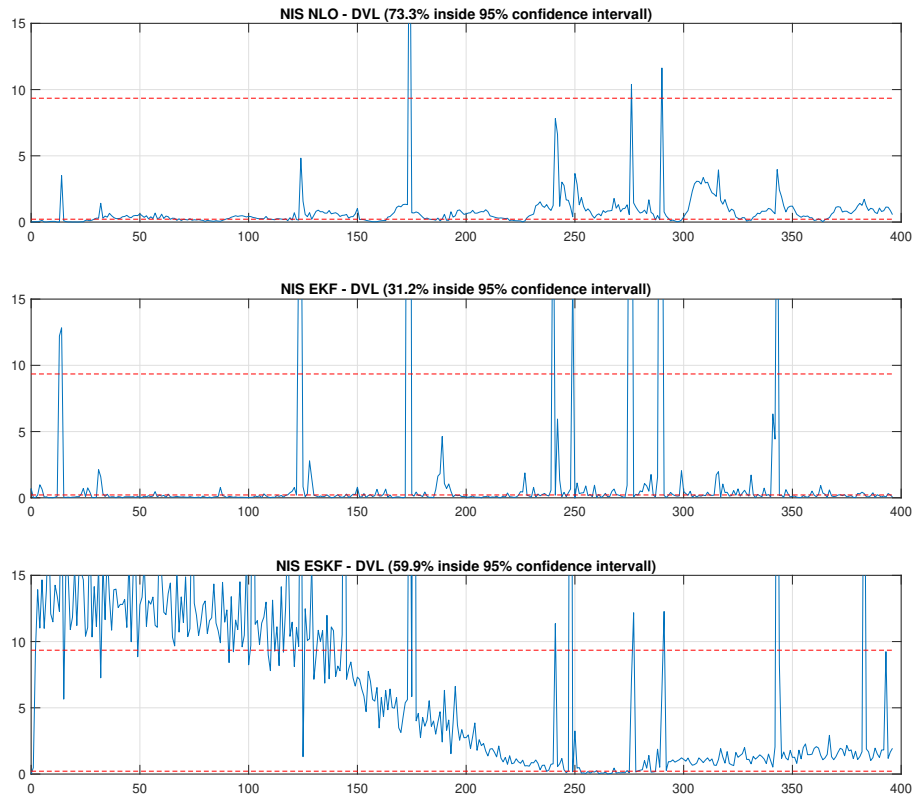 NIS NLO - DVL (73.3% inside 95% confidence intervall)
15
10
5
0
0 50 100 150 200 250 300 350 400
NIS EKF - DVL (31.2% inside 95% confidence intervall)
15
10
5
0
0 50 100 150 200 250 300 350 400
NIS ESKF - DVL (59.9% inside 95% confidence intervall)
15
10
5
0
0 50 100 150 200 250 300 350 400